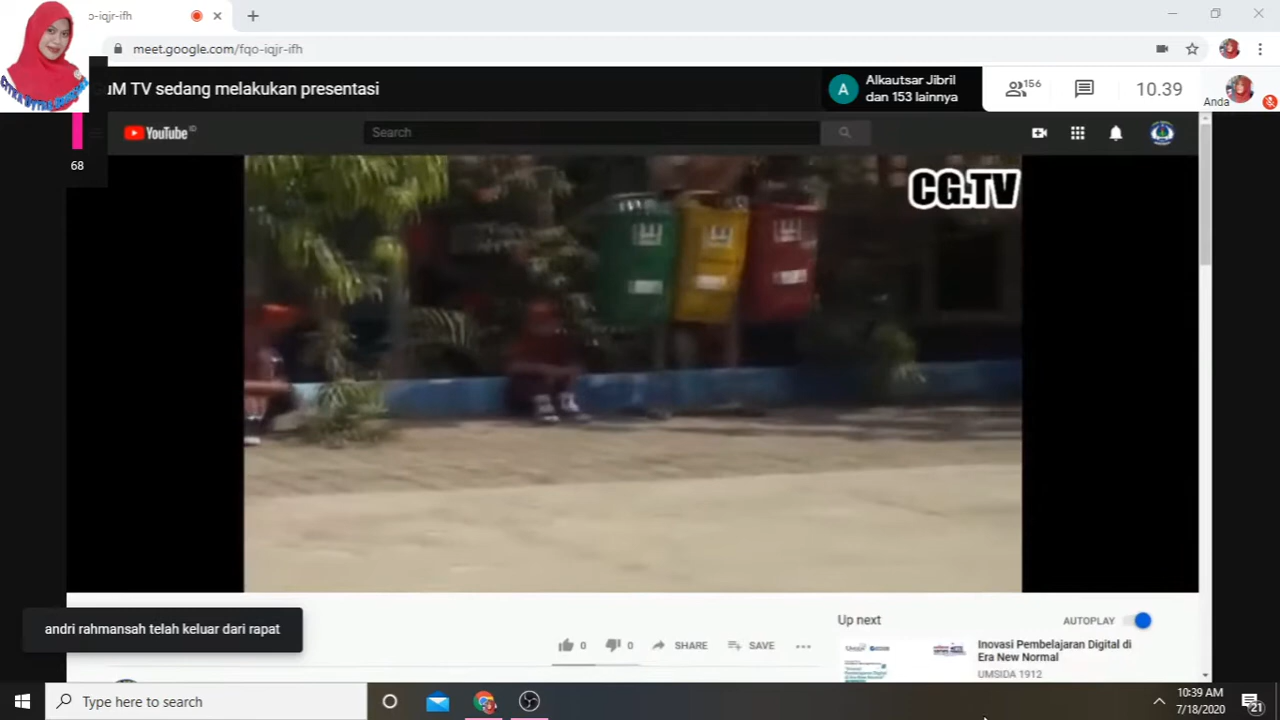 o-iqjr-ifh
meet.google.com/fqo-iqjr-ifh
uM TV sedang melakukan presentasi
Alkautsar Jibril
dan 153 lainnya
156
10.39
Anda
68
YouTube ID
Search
CG.TV
andri rahmansah telah keluar dari rapat
0
0
SHARE
SAVE
Up next
AUTOPLAY
Inovasi Pembelajaran Digital di
Era New Normal
UMSIDA 1912
Type here to search
10:39 AM
7/18/2020
21